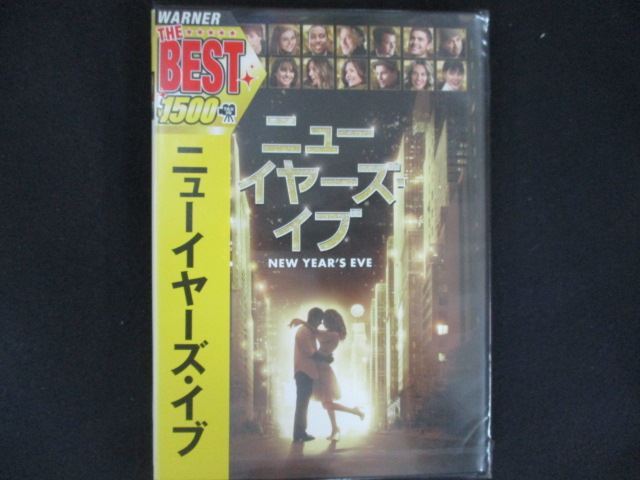 WARNER
THE
BEST
1500
ニューイヤーズ・イブ
ニュー
イヤーズ・
イブ
NEW YEAR'S EVE